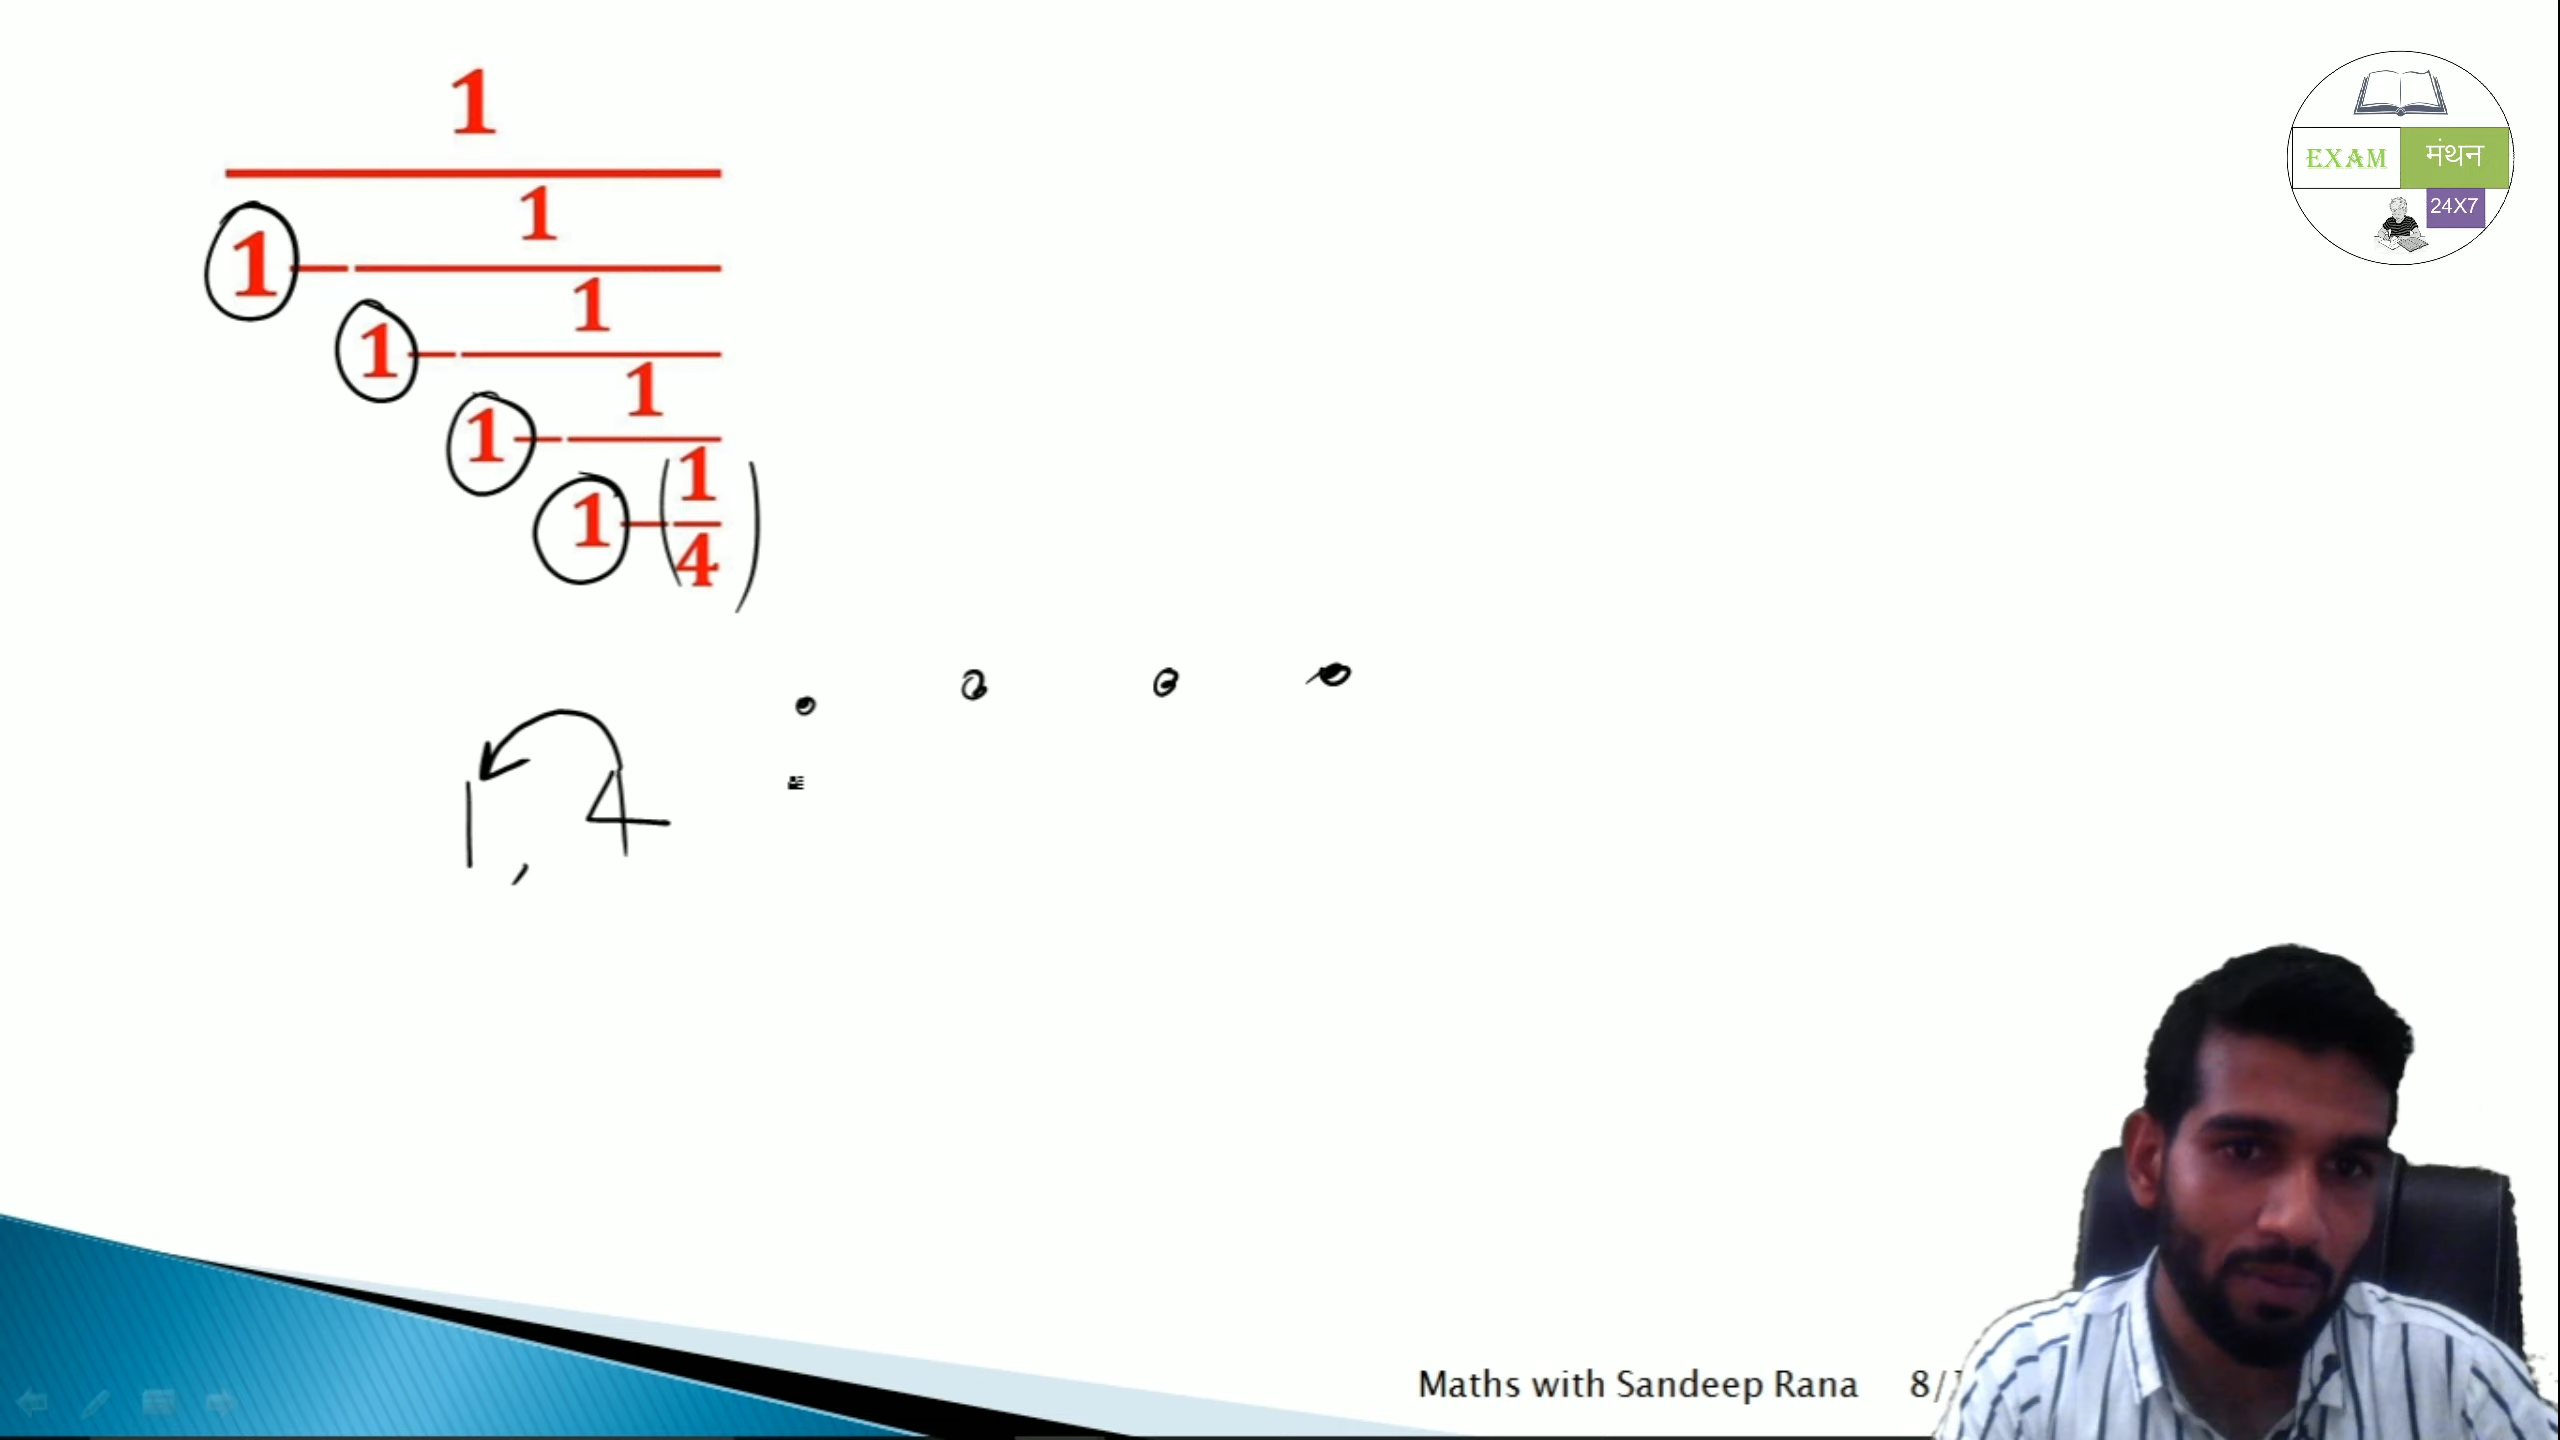 1
1
1 —
1
1 —
1
1 —
1
1 — (
4
)
1, 4
EXAM मंथन
24X7
Maths with Sandeep Rana 8/